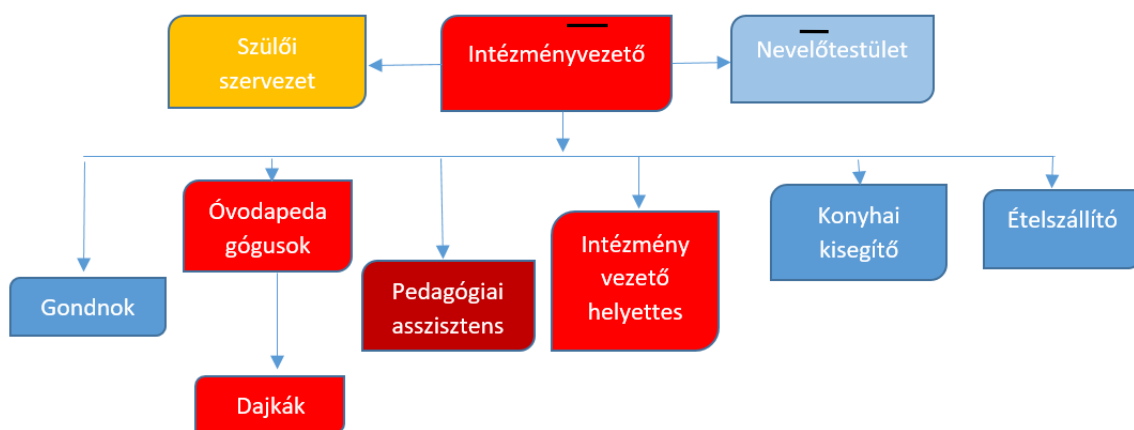 Szülői
szervezet
Intézményvezető
Nevelőtestület
Gondnok
Óvodapeda
gógusok
Dajkák
Pedagógiai
asszisztens
Intézmény
vezető
helyettes
Konyhai
kisegítő
Ételszállító